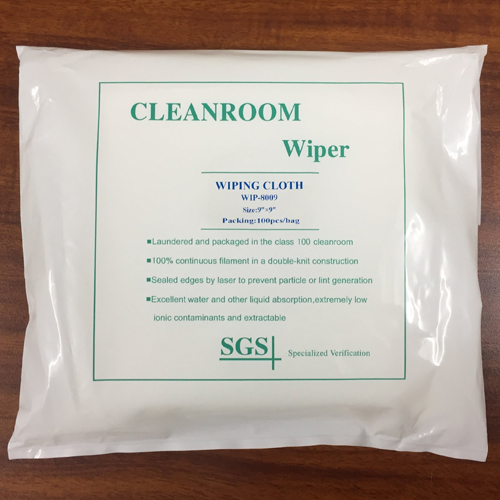 CLEANROOM
Wiper
WIPING CLOTH
WIP-8009
Size:9"*9"
Packing:100pcs/bag
■Laundered and packaged in the class 100 cleanroom
■100% continuous filament in a double-knit construction
■Sealed edges by laser to prevent particle or lint generation
■Excellent water and other liquid absorption,extremely low
ionic contaminants and extractable
SGS Specialized Verification